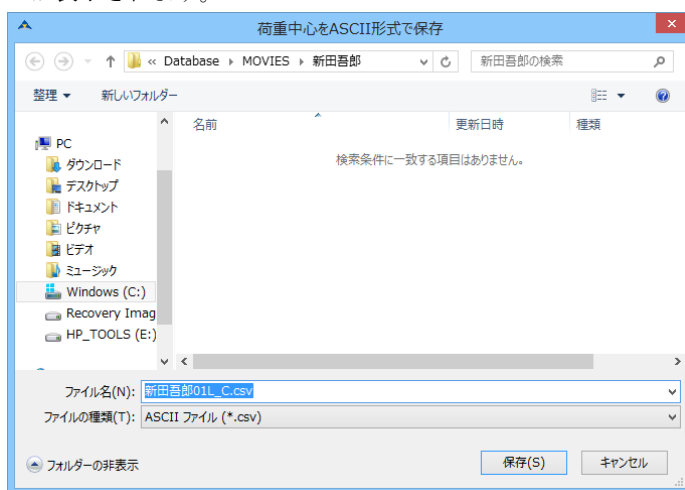 荷重中心をASCII形式で保存
« Database › MOVIES › 新田吾郎
新田吾郎の検索
整理 ▼ 新しいフォルダー
名前 更新日時 種類
検索条件に一致する項目はありません。
PC
ダウンロード
デスクトップ
ドキュメント
ピクチャ
ビデオ
ミュージック
Windows (C:)
Recovery Imag
HP_TOOLS (E:)
ファイル名(N): 新田吾郎01L_C.csv
ファイルの種類(T): ASCII ファイル (*.csv)
フォルダーの非表示
保存(S) キャンセル